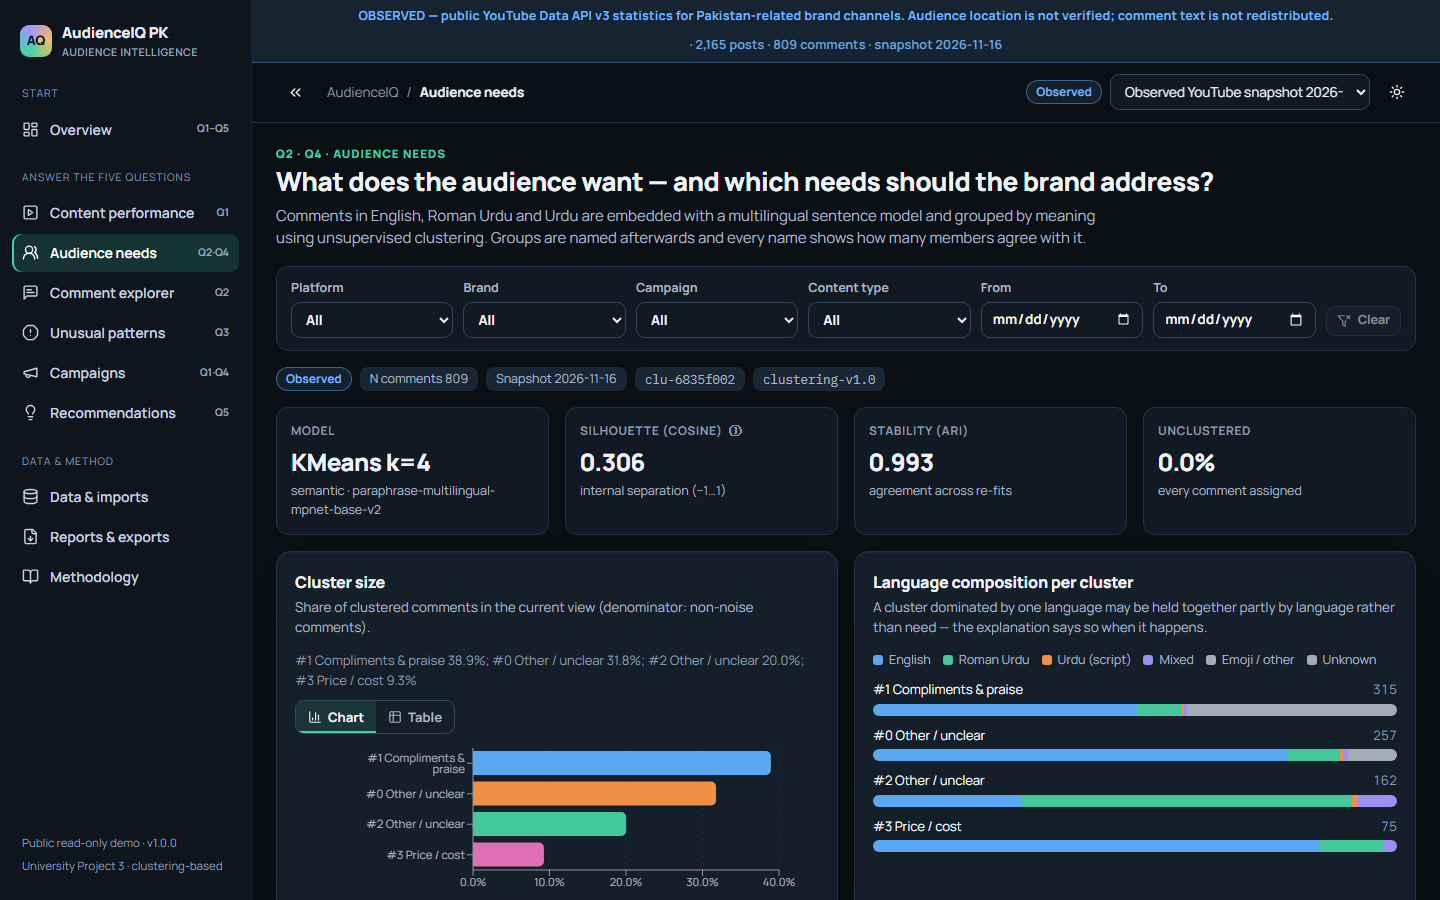 AQ
AudienceIQ PK
AUDIENCE INTELLIGENCE
START
Overview Q1–Q5
ANSWER THE FIVE QUESTIONS
Content performance Q1
Audience needs Q2·Q4
Comment explorer Q2
Unusual patterns Q3
Campaigns Q1·Q4
Recommendations Q5
DATA & METHOD
Data & imports
Reports & exports
Methodology
Public read-only demo · v1.0.0
University Project 3 · clustering-based
OBSERVED — public YouTube Data API v3 statistics for Pakistan-related brand channels. Audience location is not verified; comment text is not redistributed.
· 2,165 posts · 809 comments · snapshot 2026-11-16
AudienceIQ / Audience needs
Observed
Observed YouTube snapshot 2026-
Q2 · Q4 · AUDIENCE NEEDS
What does the audience want — and which needs should the brand address?
Comments in English, Roman Urdu and Urdu are embedded with a multilingual sentence model and grouped by meaning
using unsupervised clustering. Groups are named afterwards and every name shows how many members agree with it.
Platform Brand Campaign Content type From To
All All All All mm/dd/yyyy mm/dd/yyyy Clear
Observed N comments 809 Snapshot 2026-11-16 clu-6835f002 clustering-v1.0
MODEL
KMeans k=4
semantic · paraphrase-multilingual-
mpnet-base-v2
SILHOUETTE (COSINE)
0.306
internal separation (−1…1)
STABILITY (ARI)
0.993
agreement across re-fits
UNCLUSTERED
0.0%
every comment assigned
Cluster size
Share of clustered comments in the current view (denominator: non-noise
comments).
#1 Compliments & praise 38.9%; #0 Other / unclear 31.8%; #2 Other / unclear 20.0%;
#3 Price / cost 9.3%
Chart Table
#1 Compliments &
praise
#0 Other / unclear
#2 Other / unclear
#3 Price / cost
0.0% 10.0% 20.0% 30.0% 40.0%
Language composition per cluster
A cluster dominated by one language may be held together partly by language rather
than need — the explanation says so when it happens.
English Roman Urdu Urdu (script) Mixed Emoji / other Unknown
#1 Compliments & praise 315
#0 Other / unclear 257
#2 Other / unclear 162
#3 Price / cost 75